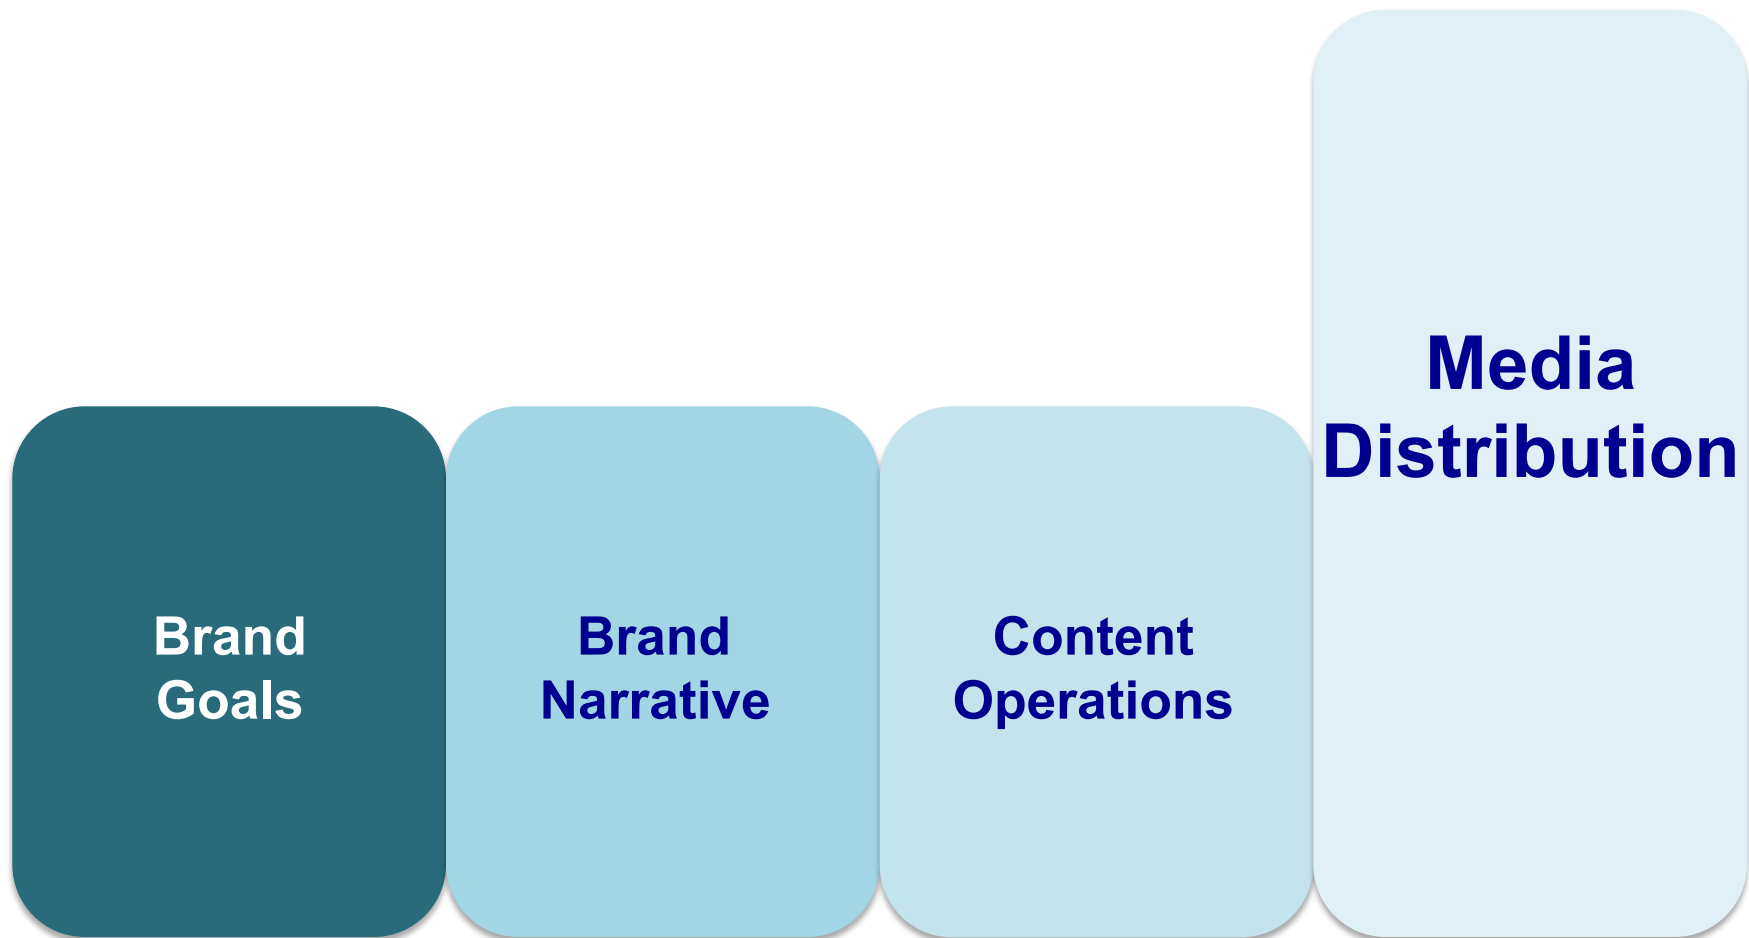 Brand
Goals
Brand
Narrative
Content
Operations
Media
Distribution